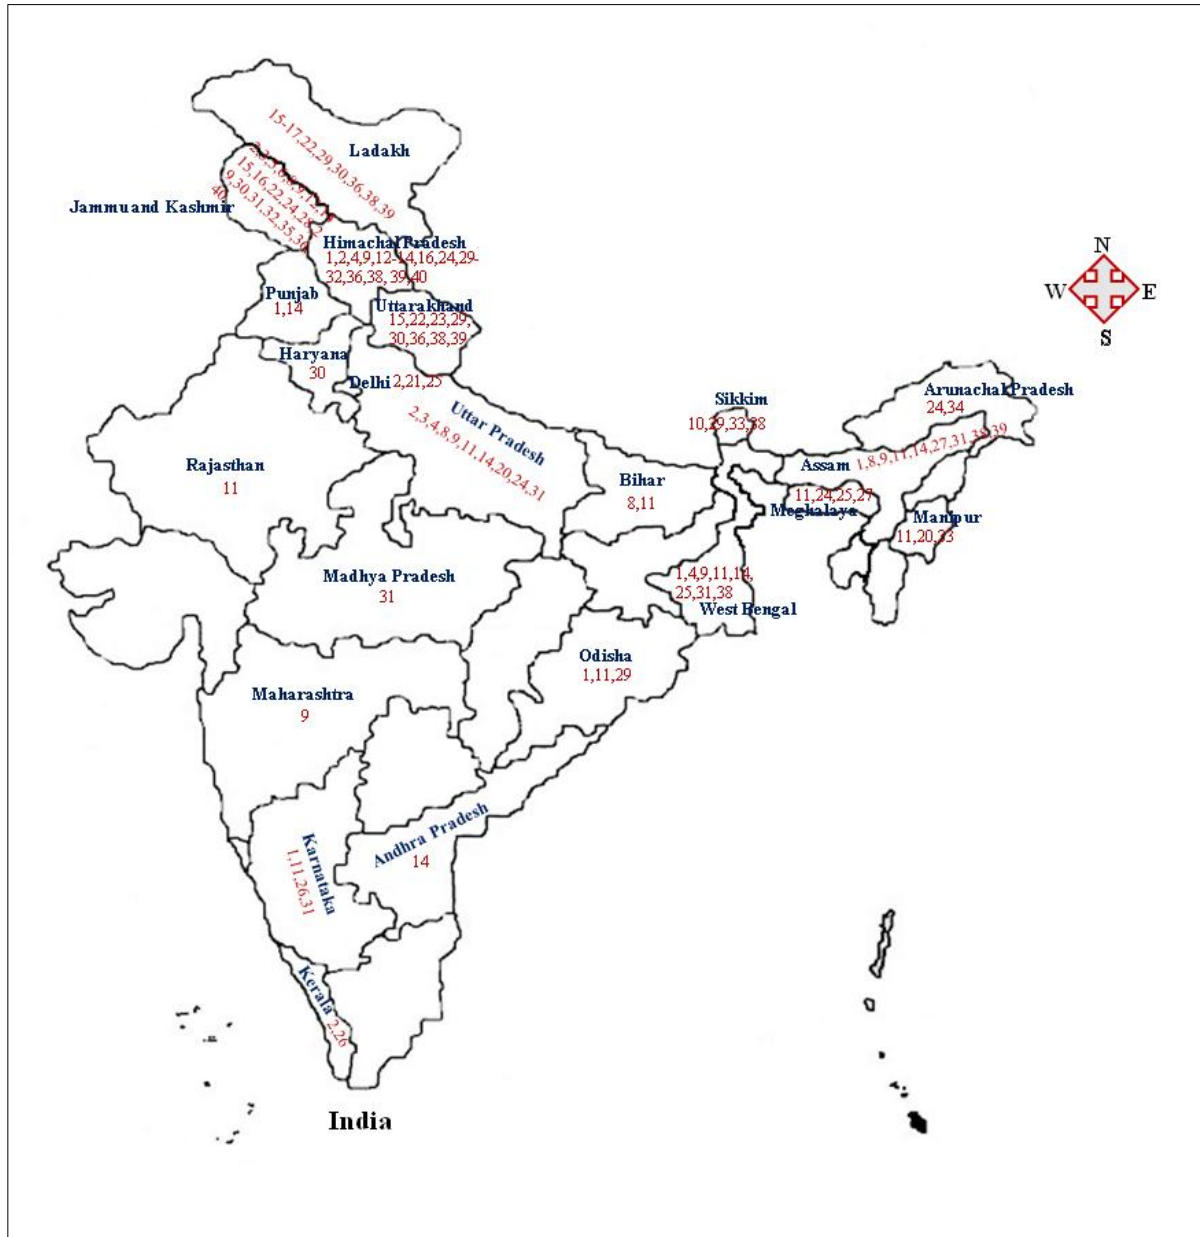 15-17,22,29,30,36,38,39
Ladakh
15,16,22,24,28,2
9,30,31,32,35,36
40
Jammu and Kashmir
Himachal Pradesh
1,2,4,9,12-14,16,24,29-
32,36,38, 39,40
N
W
E
S
Punjab
1,14
Uttarakhand
15,22,23,29,
30,36,38,39
Haryana
30
Delhi 2,21,25
Uttar Pradesh
2,3,4,8,9,11,14,20,24,31
Sikkim
10,29,33,38
Arunachal Pradesh
24,34
Assam 1,8,9,11,14,27,31,38,39
Rajasthan
11
Bihar
8,11
11,24,25,27
Meghalaya
Manipur
11,20,33
Madhya Pradesh
31
1,4,9,11,14,
25,31,38
West Bengal
Odisha
1,11,29
Maharashtra
9
Andhra Pradesh
14
Karnataka
1,11,26,31
Kerala 2,26
India